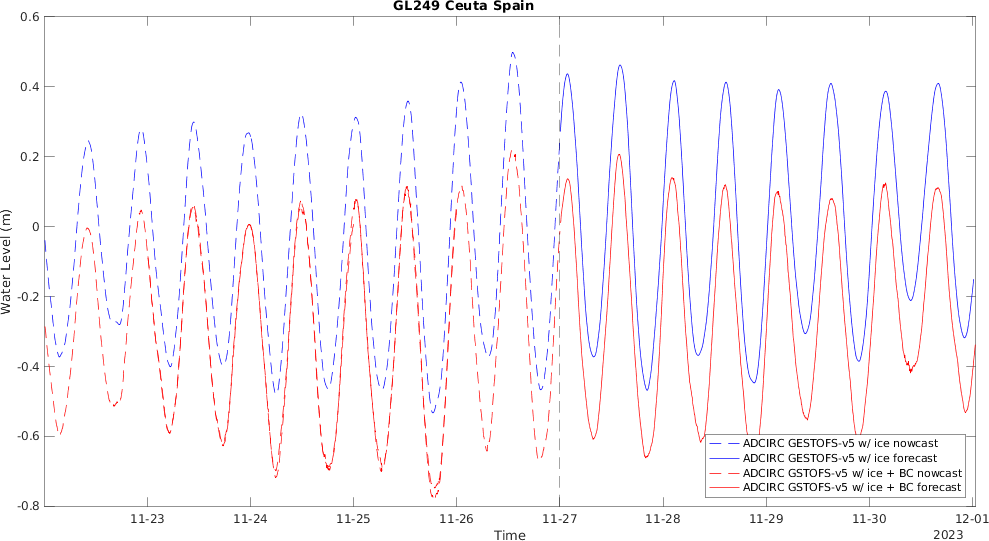 GL249 Ceuta Spain
0.6
0.4
0.2
0
-0.2
-0.4
-0.6
-0.8
Water Level (m)
ADCIRC GESTOFS-v5 w/ ice nowcast
ADCIRC GESTOFS-v5 w/ ice forecast
ADCIRC GSTOFS-v5 w/ ice + BC nowcast
ADCIRC GSTOFS-v5 w/ ice + BC forecast
11-23 11-24 11-25 11-26 11-27 11-28 11-29 11-30 12-01
Time
2023